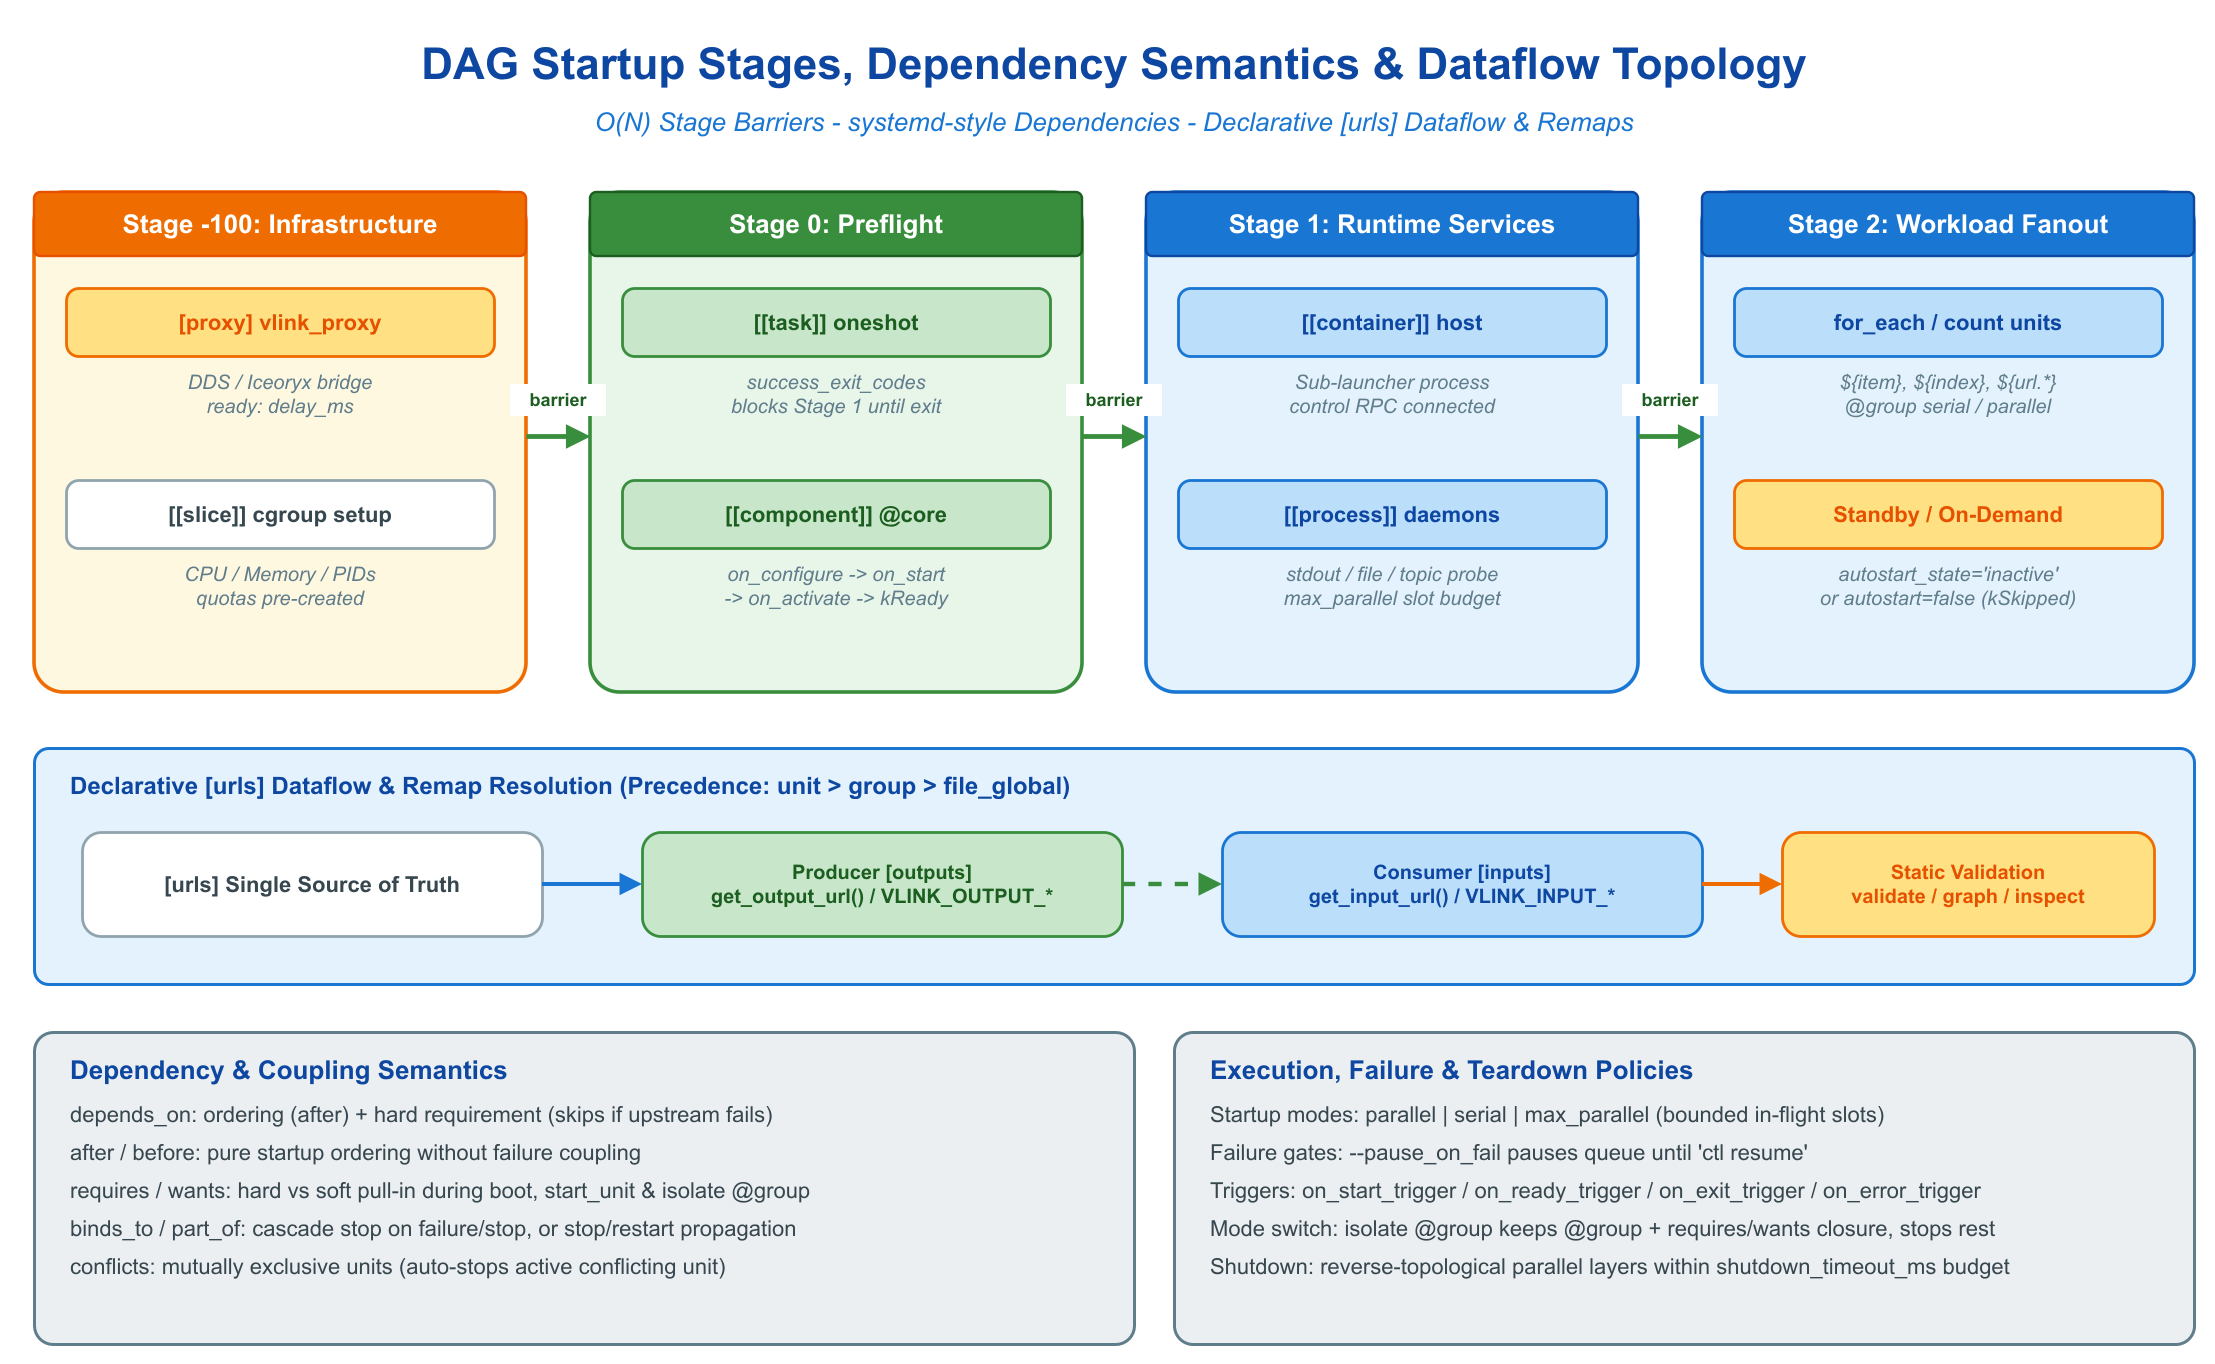 DAG Startup Stages, Dependency Semantics & Dataflow Topology
O(N) Stage Barriers - systemd-style Dependencies - Declarative [urls] Dataflow & Remaps
Stage -100: Infrastructure
[proxy] vlink_proxy
DDS / Iceoryx bridge
ready: delay_ms
[[slice]] cgroup setup
CPU / Memory / PIDs
quotas pre-created
barrier
Stage 0: Preflight
[[task]] oneshot
success_exit_codes
blocks Stage 1 until exit
[[component]] @core
on_configure -> on_start
-> on_activate -> kReady
barrier
Stage 1: Runtime Services
[[container]] host
Sub-launcher process
control RPC connected
[[process]] daemons
stdout / file / topic probe
max_parallel slot budget
barrier
Stage 2: Workload Fanout
for_each / count units
${item}, ${index}, ${url.*}
@group serial / parallel
Standby / On-Demand
autostart_state='inactive'
or autostart=false (kSkipped)
Declarative [urls] Dataflow & Remap Resolution (Precedence: unit > group > file_global)
[urls] Single Source of Truth
Producer [outputs]
get_output_url() / VLINK_OUTPUT_*
Consumer [inputs]
get_input_url() / VLINK_INPUT_*
Static Validation
validate / graph / inspect
Dependency & Coupling Semantics
depends_on: ordering (after) + hard requirement (skips if upstream fails)
after / before: pure startup ordering without failure coupling
requires / wants: hard vs soft pull-in during boot, start_unit & isolate @group
binds_to / part_of: cascade stop on failure/stop, or stop/restart propagation
conflicts: mutually exclusive units (auto-stops active conflicting unit)
Execution, Failure & Teardown Policies
Startup modes: parallel | serial | max_parallel (bounded in-flight slots)
Failure gates: --pause_on_fail pauses queue until 'ctl resume'
Triggers: on_start_trigger / on_ready_trigger / on_exit_trigger / on_error_trigger
Mode switch: isolate @group keeps @group + requires/wants closure, stops rest
Shutdown: reverse-topological parallel layers within shutdown_timeout_ms budget